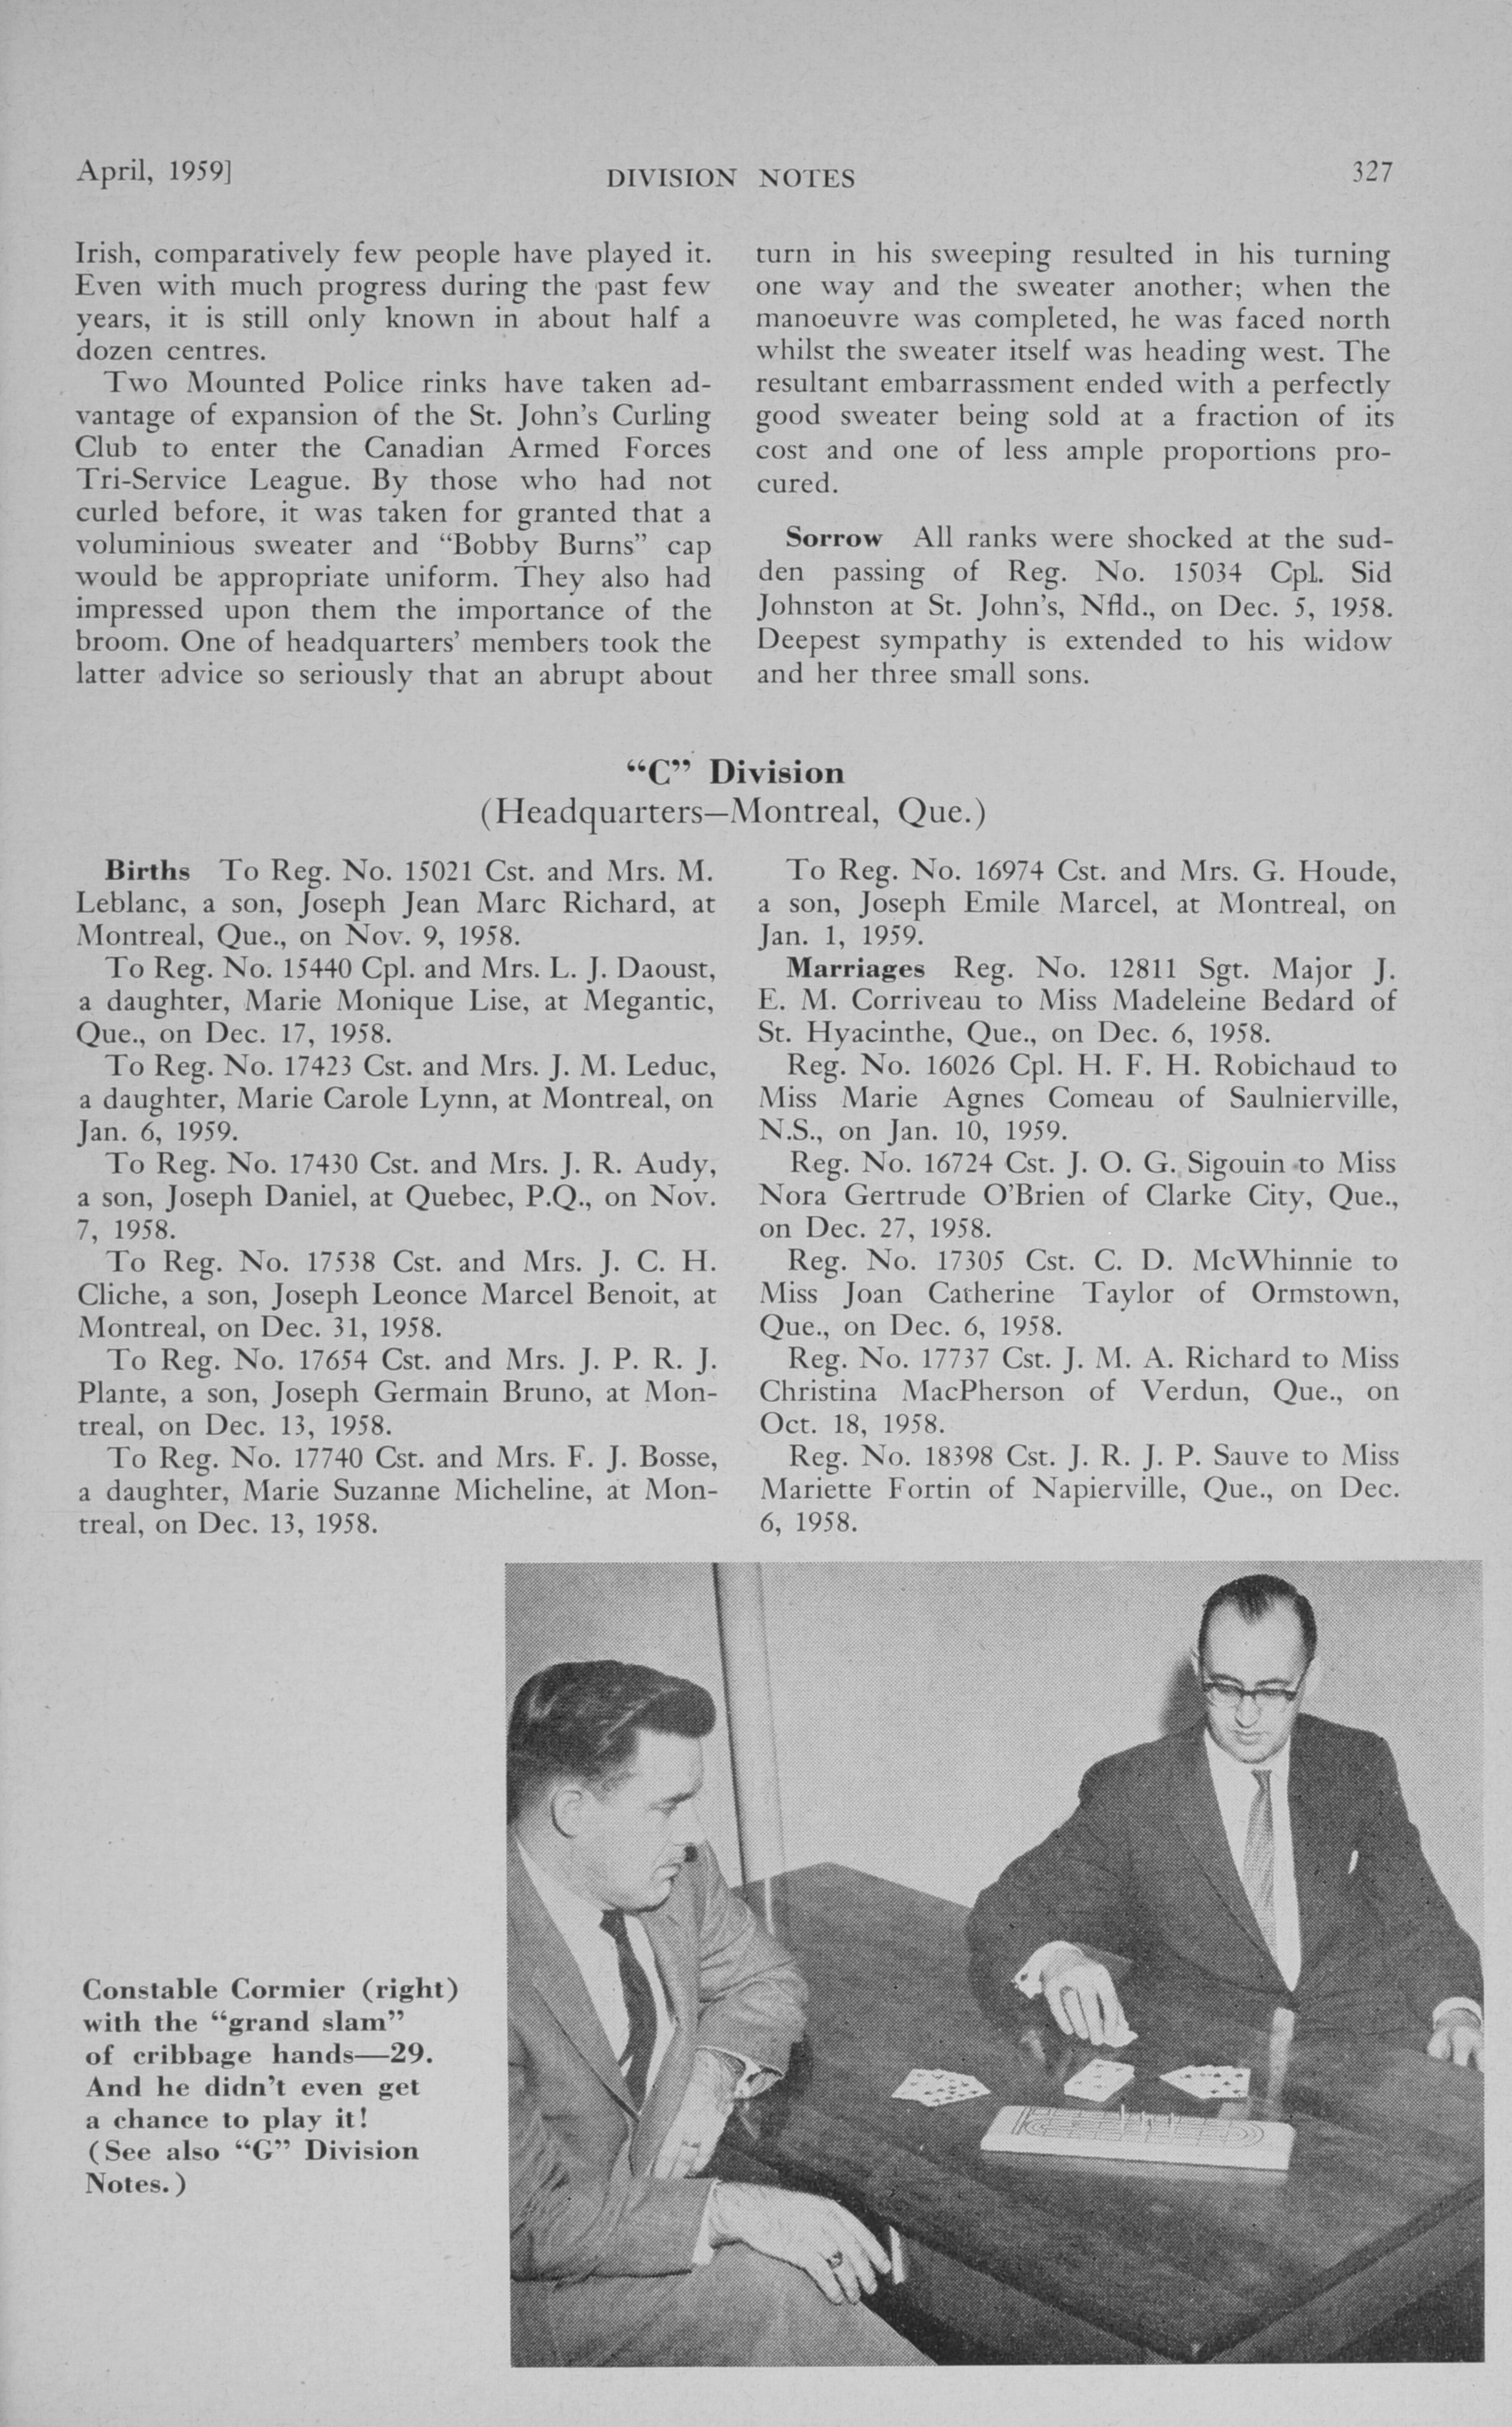 April, 1959]
DIVISION NOTES
327
Irish, comparatively few people have played it.
Even with much progress during the past few
years, it is still only known in about half a
dozen centres.
Two Mounted Police rinks have taken ad-
vantage of expansion of the St. John's Curling
Club to enter the Canadian Armed Forces
Tri-Service League. By those who had not
curled before, it was taken for granted that a
voluminious sweater and “Bobby Burns” cap
would be appropriate uniform. They also had
impressed upon them the importance of the
broom. One of headquarters' members took the
latter advice so seriously that an abrupt about
turn in his sweeping resulted in his turning
one way and the sweater another; when the
manoeuvre was completed, he was faced north
whilst the sweater itself was heading west. The
resultant embarrassment ended with a perfectly
good sweater being sold at a fraction of its
cost and one of less ample proportions pro-
cured.
Sorrow All ranks were shocked at the sud-
den passing of Reg. No. 15034 Cpl. Sid
Johnston at St. John's, Nfld., on Dec. 5, 1958.
Deepest sympathy is extended to his widow
and her three small sons.
“C” Division
(Headquarters—Montreal, Que.)
Births To Reg. No. 15021 Cst. and Mrs. M.
Leblanc, a son, Joseph Jean Marc Richard, at
Montreal, Que., on Nov. 9, 1958.
To Reg. No. 15440 Cpl. and Mrs. L. J. Daoust,
a daughter, Marie Monique Lise, at Megantic,
Que., on Dec. 17, 1958.
To Reg. No. 17423 Cst. and Mrs. J. M. Leduc,
a daughter, Marie Carole Lynn, at Montreal, on
Jan. 6, 1959.
To Reg. No. 17430 Cst. and Mrs. J. R. Audy,
a son, Joseph Daniel, at Quebec, P.Q., on Nov.
7, 1958.
To Reg. No. 17538 Cst. and Mrs. J. C. H.
Cliche, a son, Joseph Leonce Marcel Benoit, at
Montreal, on Dec. 31, 1958.
To Reg. No. 17654 Cst. and Mrs. J. P. R. J.
Plante, a son, Joseph Germain Bruno, at Mon-
treal, on Dec. 13, 1958.
To Reg. No. 17740 Cst. and Mrs. F. J. Bosse,
a daughter, Marie Suzanne Micheline, at Mon-
treal, on Dec. 13, 1958.
To Reg. No. 16974 Cst. and Mrs. G. Houde,
a son, Joseph Emile Marcel, at Montreal, on
Jan. 1, 1959.
Marriages Reg. No. 12811 Sgt. Major J.
E. M. Corriveau to Miss Madeleine Bedard of
St. Hyacinthe, Que., on Dec. 6, 1958.
Reg. No. 16026 Cpl. H. F. H. Robichaud to
Miss Marie Agnes Comeau of Saulnierville,
N.S., on Jan. 10, 1959.
Reg. No. 16724 Cst. J. O. G. Sigouin to Miss
Nora Gertrude O'Brien of Clarke City, Que.,
on Dec. 27, 1958.
Reg. No. 17305 Cst. C. D. McWhinnie to
Miss Joan Catherine Taylor of Ormstown,
Que., on Dec. 6, 1958.
Reg. No. 17737 Cst. J. M. A. Richard to Miss
Christina MacPherson of Verdun, Que., on
Oct. 18, 1958.
Reg. No. 18398 Cst. J. R. J. P. Sauve to Miss
Mariette Fortin of Napierville, Que., on Dec.
6, 1958.
Constable Cormier (right)
with the “grand slam”
of cribbage hands—29.
And he didn't even get
a chance to play it!
(See also “G” Division
Notes.)